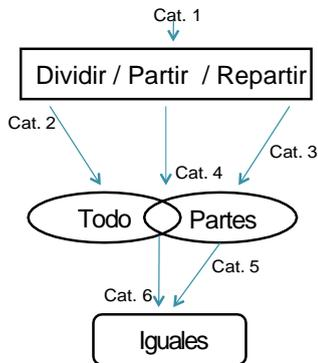 Cat. 1
Dividir / Partir / Repartir
Cat. 2
Cat. 3
Cat. 4
Todo Partes
Cat. 5
Cat. 6
Iguales